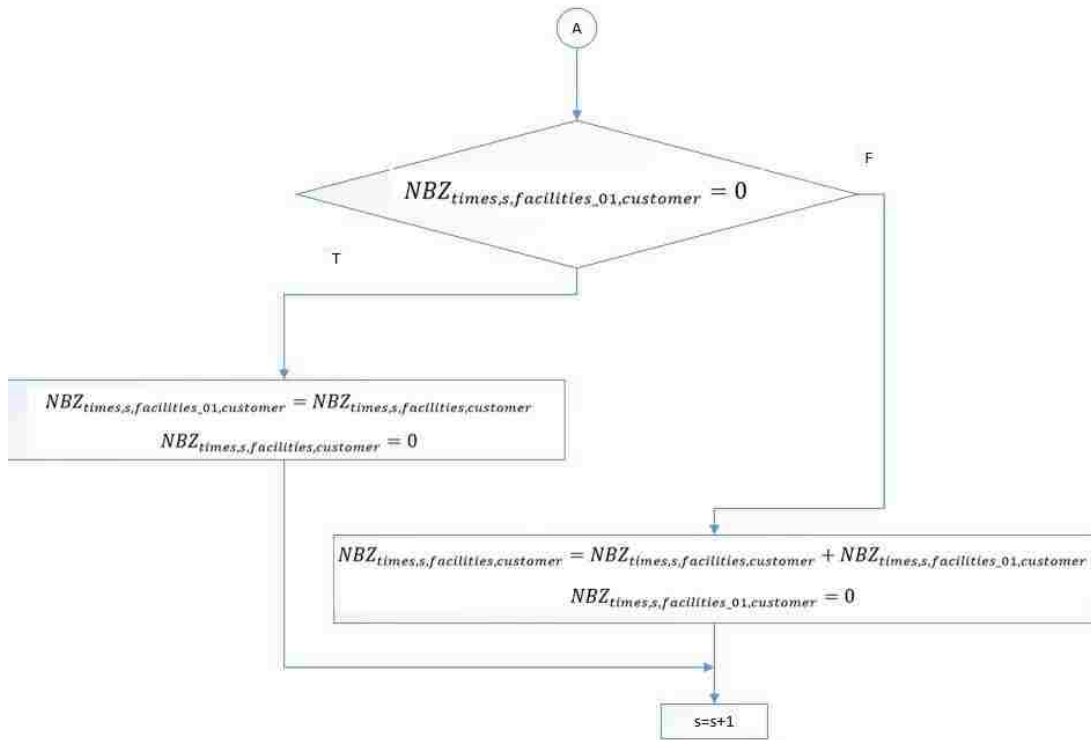 A
F
NBZ_{times,s,facilities_01,customer} = 0
T
NBZ_{times,s,facilities_01,customer} = NBZ_{times,s,facilities,customer}
NBZ_{times,s,facilities,customer} = 0
NBZ_{times,s,facilities,customer} = NBZ_{times,s,facilities,customer} + NBZ_{times,s,facilities_01,customer}
NBZ_{times,s,facilities_01,customer} = 0
s=s+1